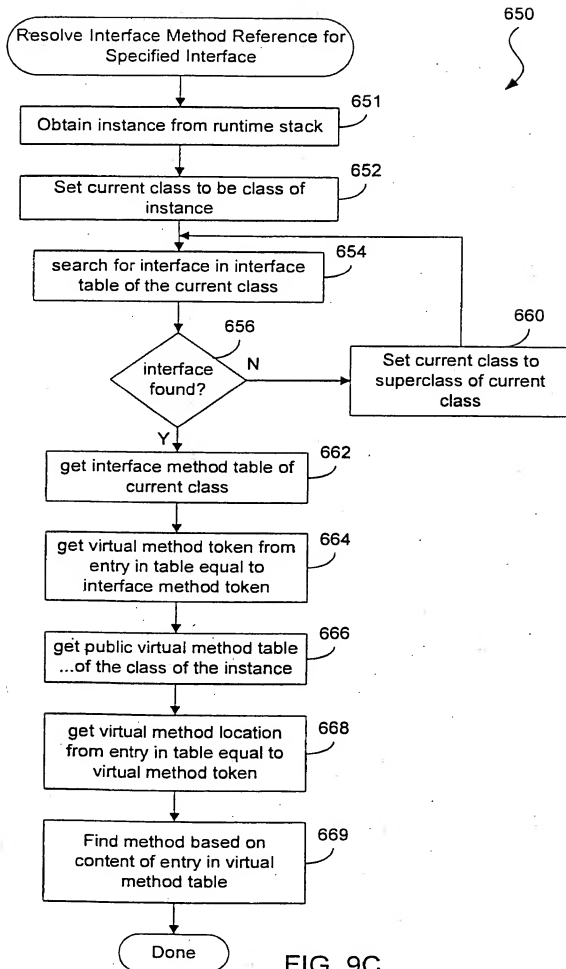 650
Resolve Interface Method Reference for
Specified Interface
651
Obtain instance from runtime stack
652
Set current class to be class of
instance
654
search for interface in interface
table of the current class
656
interface
found?
N
660
Set current class to
superclass of current
class
Y
662
get interface method table of
current class
664
get virtual method token from
entry in table equal to
interface method token
666
get public virtual method table
...of the class of the instance
668
get virtual method location
from entry in table equal to
virtual method token
669
Find method based on
content of entry in virtual
method table
Done
FIG. 9C